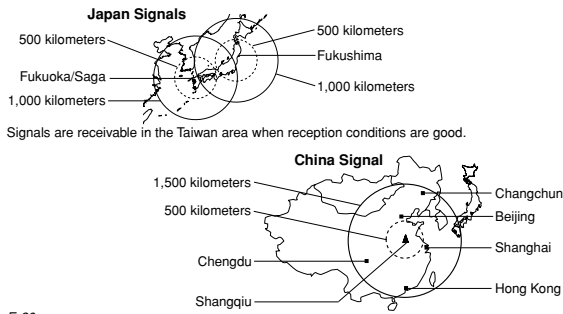 Japan Signals
500 kilometers
500 kilometers
Fukushima
Fukuoka/Saga
1,000 kilometers
1,000 kilometers
Signals are receivable in the Taiwan area when reception conditions are good.
China Signal
1,500 kilometers
Changchun
500 kilometers
Beijing
Shanghai
Chengdu
Hong Kong
Shangqiu